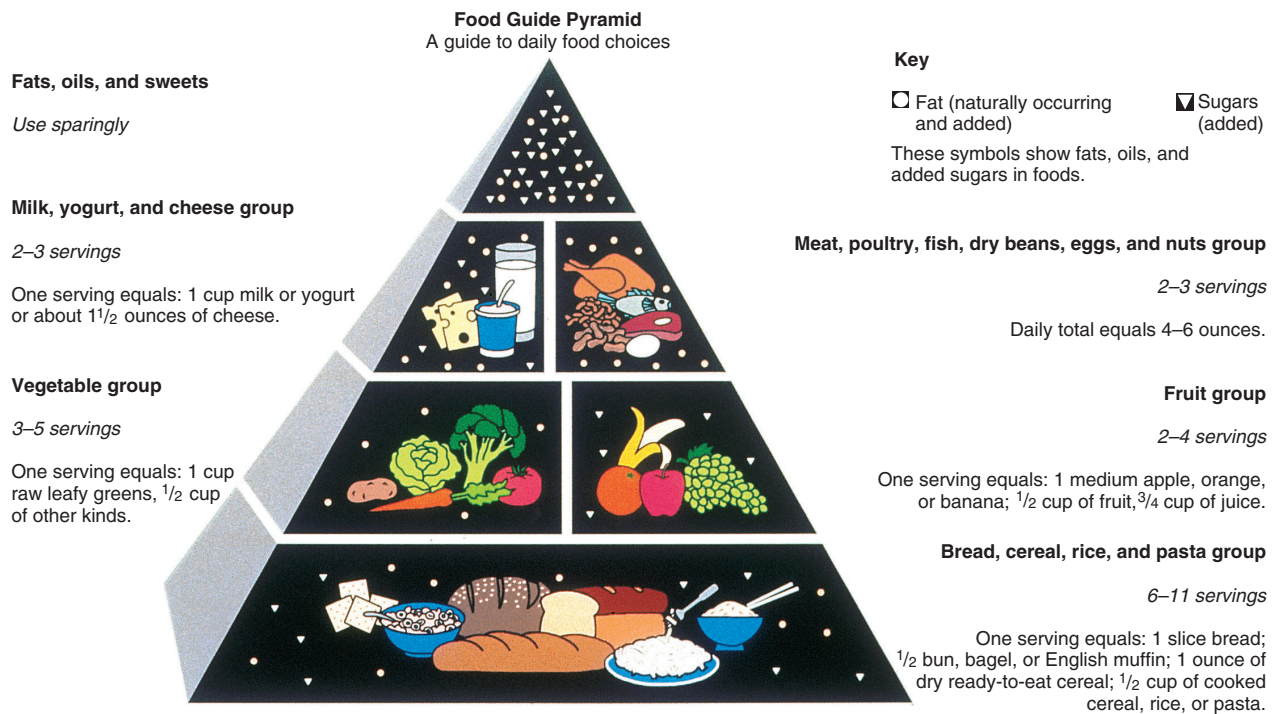 Food Guide Pyramid
A guide to daily food choices
Fats, oils, and sweets
Use sparingly
Key
Fat (naturally occurring
and added)
Sugars
(added)
These symbols show fats, oils, and
added sugars in foods.
Milk, yogurt, and cheese group
2–3 servings
One serving equals: 1 cup milk or yogurt
or about 1 1/2 ounces of cheese.
Meat, poultry, fish, dry beans, eggs, and nuts group
2–3 servings
Daily total equals 4–6 ounces.
Vegetable group
3–5 servings
One serving equals: 1 cup
raw leafy greens, 1/2 cup
of other kinds.
Fruit group
2–4 servings
One serving equals: 1 medium apple, orange,
or banana; 1/2 cup of fruit,3/4 cup of juice.
Bread, cereal, rice, and pasta group
6–11 servings
One serving equals: 1 slice bread;
1/2 bun, bagel, or English muffin; 1 ounce of
dry ready-to-eat cereal; 1/2 cup of cooked
cereal, rice, or pasta.